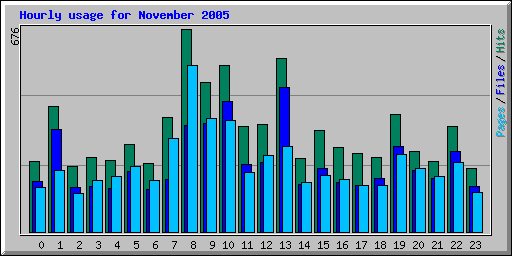 Hourly usage for November 2005
676
Pages / Files / Hits
0 1 2 3 4 5 6 7 8 9 10 11 12 13 14 15 16 17 18 19 20 21 22 23